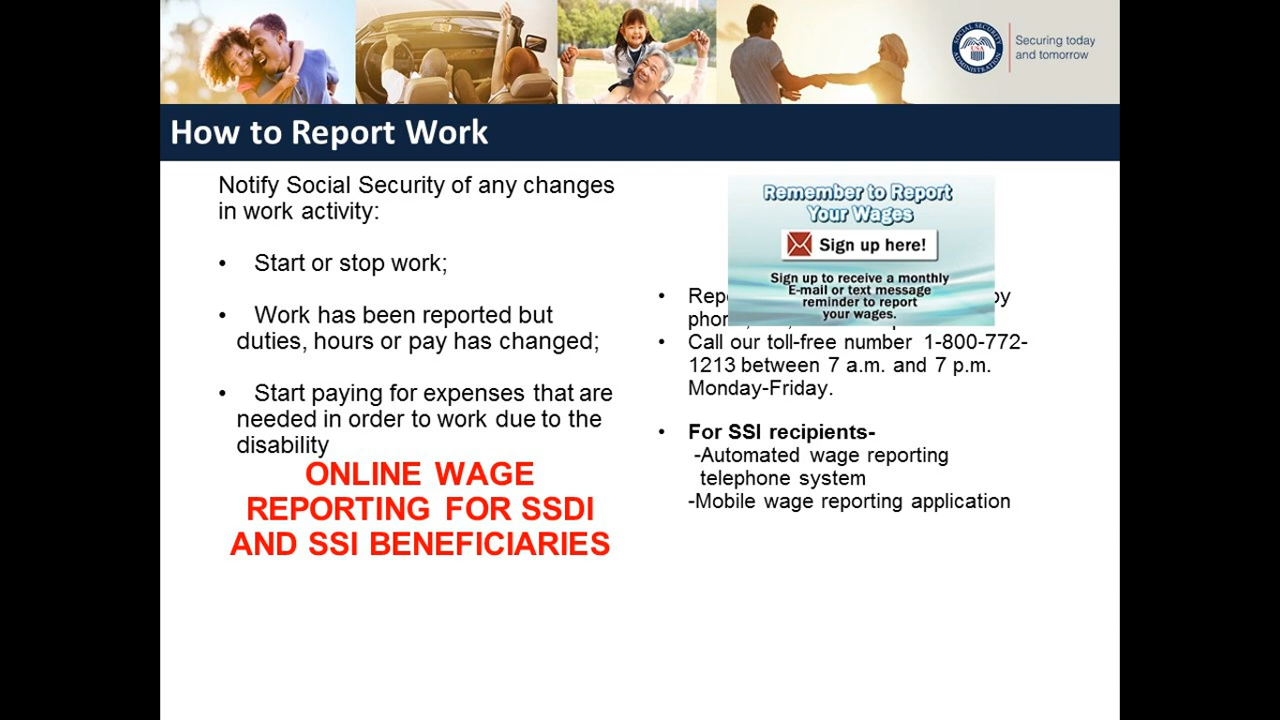 SOCIAL SECURITY ADMINISTRATION
USA
Securing today
and tomorrow
How to Report Work
Notify Social Security of any changes
in work activity:
• Start or stop work;
• Work has been reported but
duties, hours or pay has changed;
• Start paying for expenses that are
needed in order to work due to the
disability
ONLINE WAGE
REPORTING FOR SSDI
AND SSI BENEFICIARIES
Remember to Report
Your Wages
Sign up here!
Sign up to receive a monthly
E-mail or text message
reminder to report
your wages.
• Call our toll-free number 1-800-772-
1213 between 7 a.m. and 7 p.m.
Monday-Friday.
• For SSI recipients-
-Automated wage reporting
telephone system
-Mobile wage reporting application